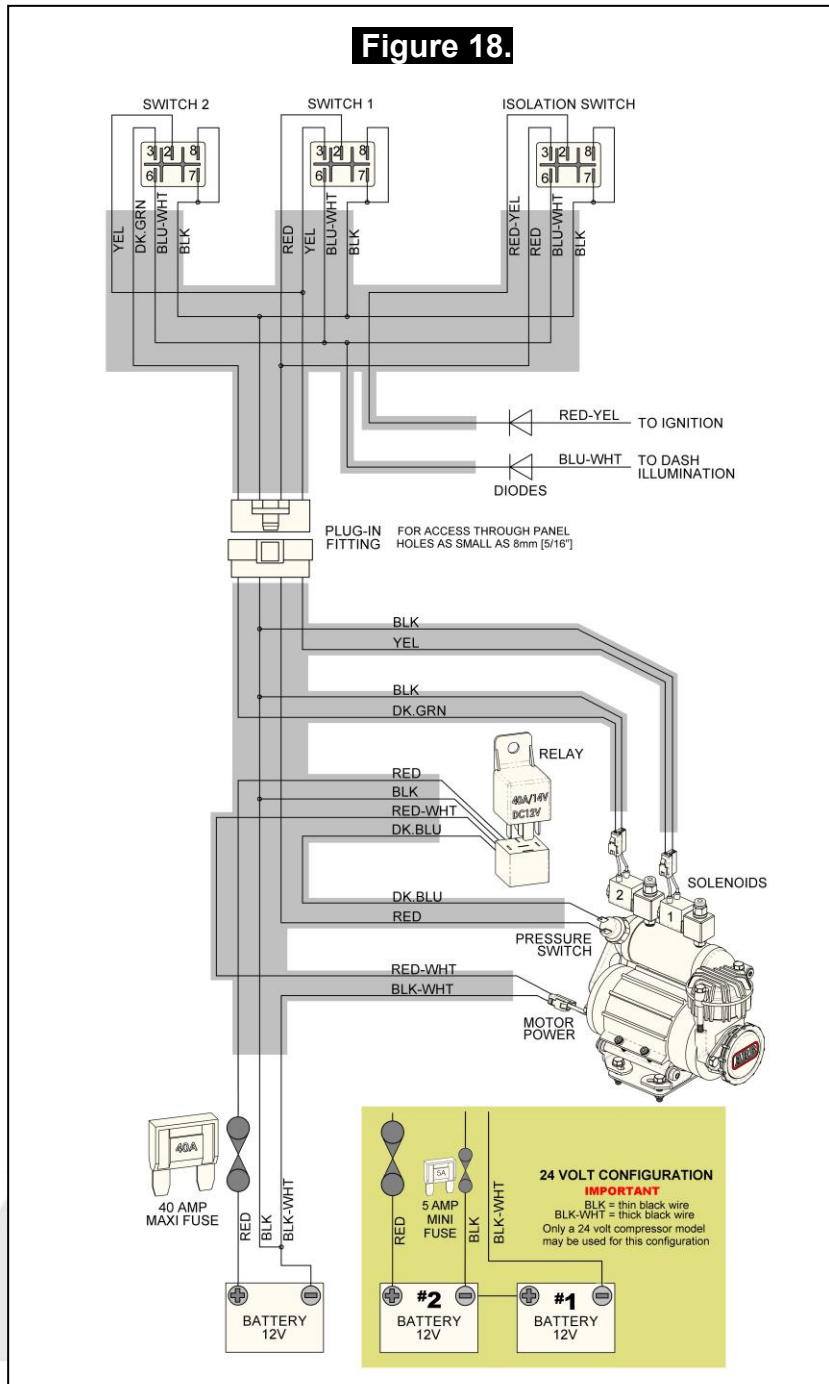 Figure 18.
SWITCH 2
SWITCH 1
ISOLATION SWITCH
3 2 8
6 7
3 2 8
6 7
3 2 8
6 7
YEL
DK.GRN
BLU-WHT
BLK
RED
YEL
BLU-WHT
BLK
RED-YEL
RED
BLU-WHT
BLK
RED-YEL
TO IGNITION
BLU-WHT
TO DASH
ILLUMINATION
DIODES
PLUG-IN
FITTING
FOR ACCESS THROUGH PANEL
HOLES AS SMALL AS 8mm [5/16"]
BLK
YEL
BLK
DK.GRN
RELAY
40A/14V
DC12V
RED
BLK
RED-WHT
DK.BLU
SOLENOIDS
2
1
DK.BLU
RED
PRESSURE
SWITCH
RED-WHT
BLK-WHT
MOTOR
POWER
ARB
40A
40 AMP
MAXI FUSE
RED
BLK
BLK-WHT
BATTERY
12V
5A
5 AMP
MINI
FUSE
RED
BLK
BLK-WHT
24 VOLT CONFIGURATION
IMPORTANT
BLK = thin black wire
BLK-WHT = thick black wire
Only a 24 volt compressor model
may be used for this configuration
#2
BATTERY
12V
#1
BATTERY
12V